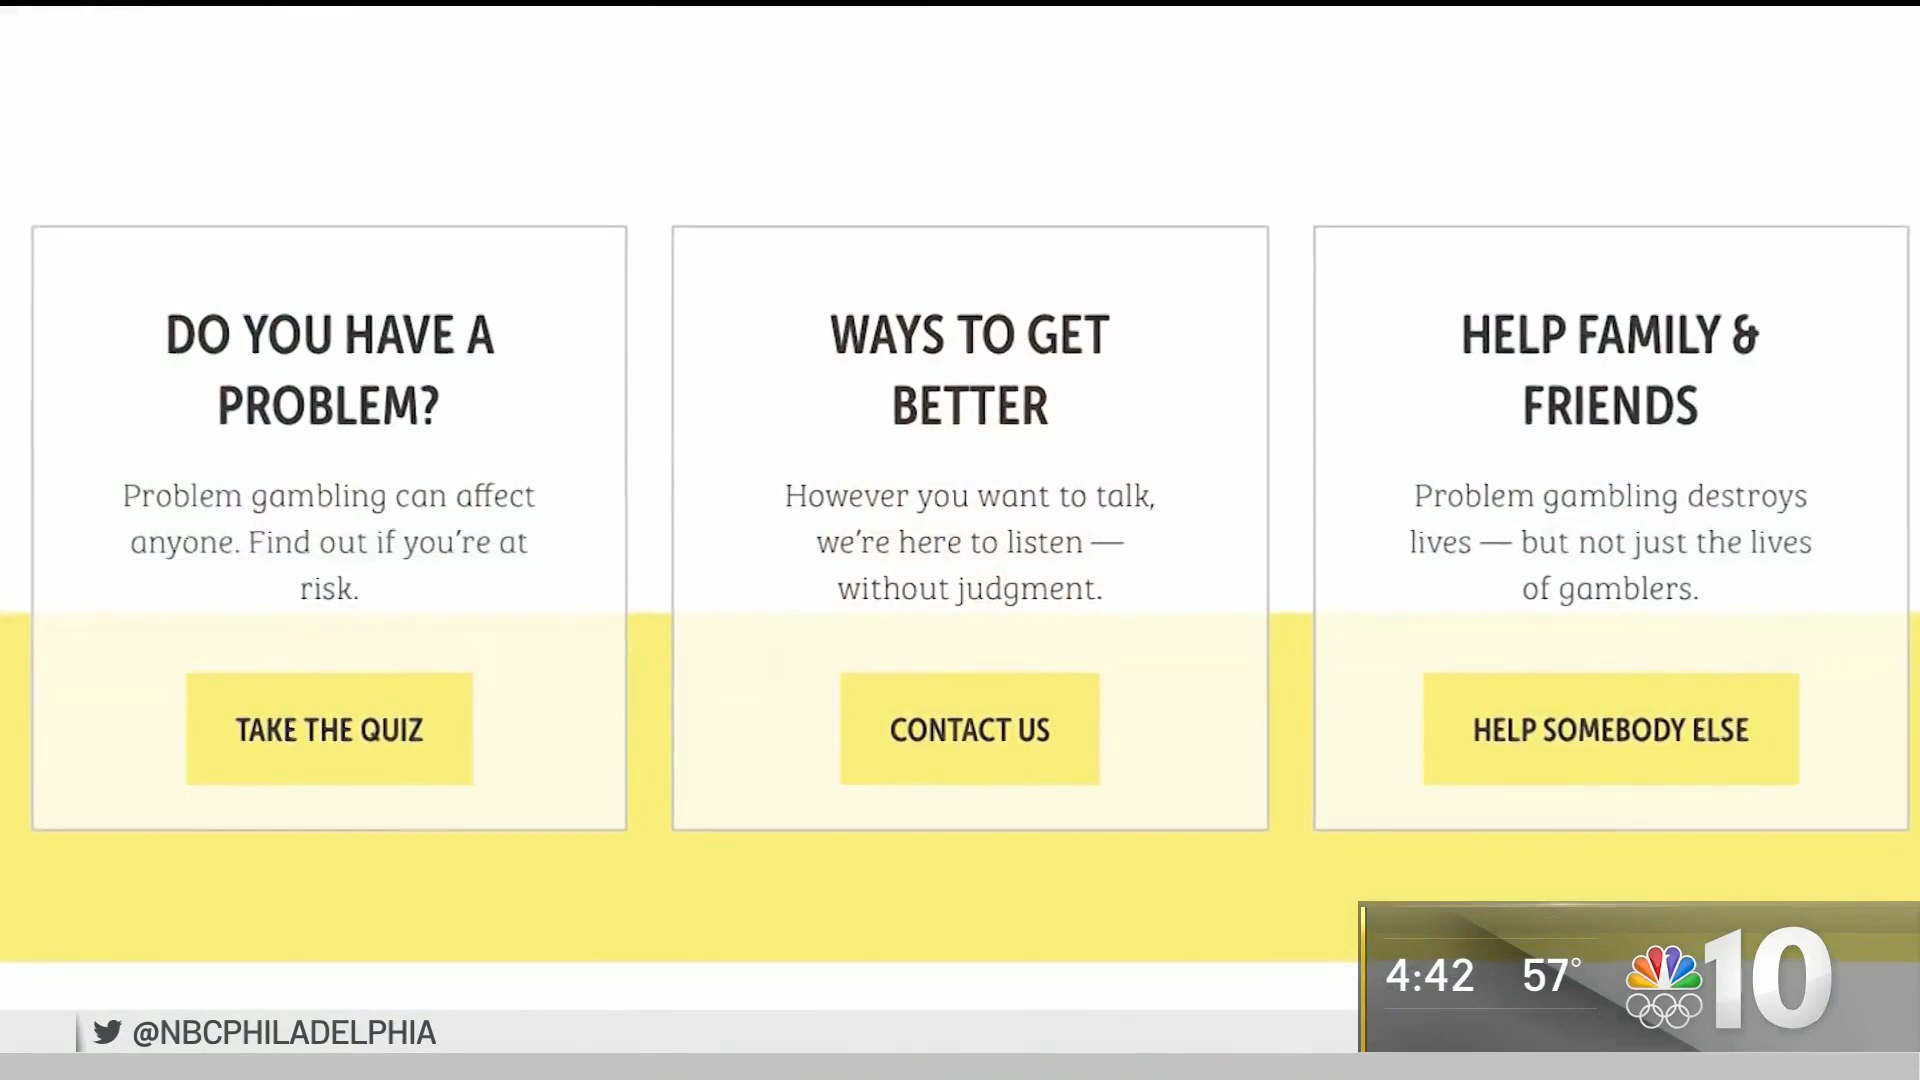 DO YOU HAVE A
PROBLEM?
Problem gambling can affect
anyone. Find out if you're at
risk.
TAKE THE QUIZ
WAYS TO GET
BETTER
However you want to talk,
we're here to listen —
without judgment.
CONTACT US
HELP FAMILY &
FRIENDS
Problem gambling destroys
lives — but not just the lives
of gamblers.
HELP SOMEBODY ELSE
4:42 57° 10
@NBCPHILADELPHIA